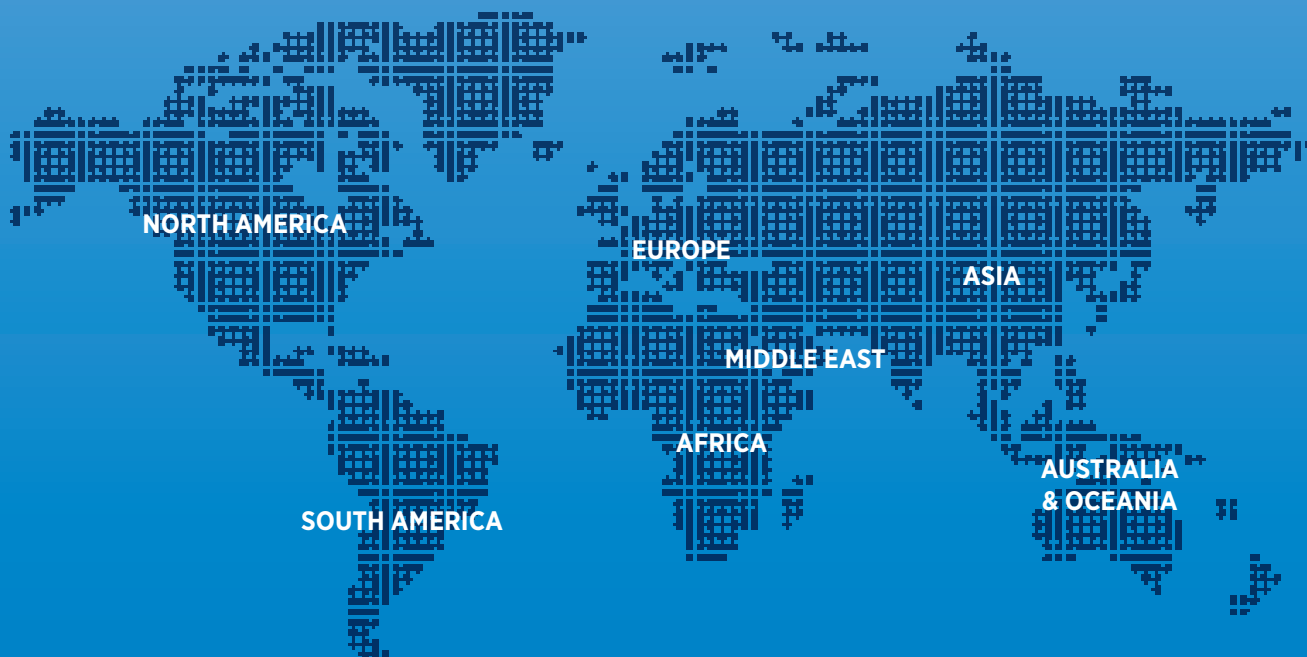 NORTH AMERICA
EUROPE
ASIA
MIDDLE EAST
AFRICA
AUSTRALIA
& OCEANIA
SOUTH AMERICA